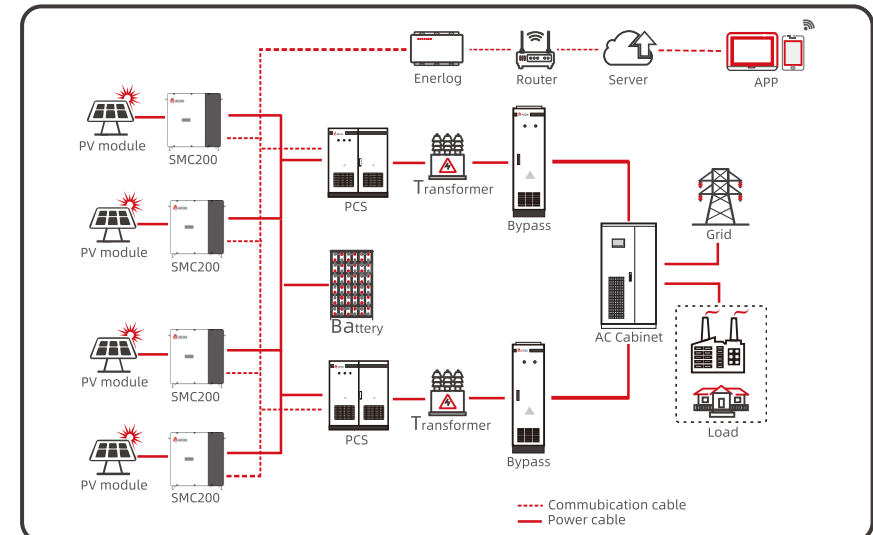 Enerlog
Router
Server
APP
PV module
SMC200
PCS
Transformer
Bypass
Grid
PV module
SMC200
Battery
AC Cabinet
PV module
SMC200
PCS
Transformer
Bypass
Load
PV module
SMC200
Commubication cable
Power cable